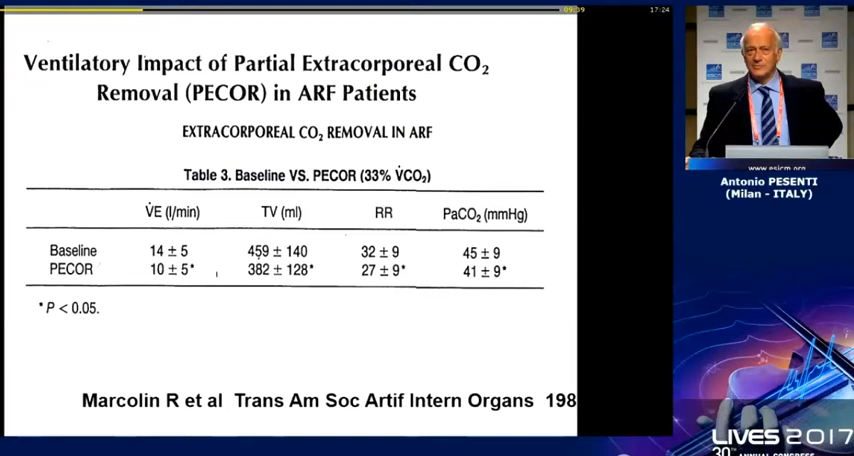 09:39
17:24
Ventilatory Impact of Partial Extracorporeal CO₂
Removal (PECOR) in ARF Patients
EXTRACORPOREAL CO₂ REMOVAL IN ARF
Table 3. Baseline VS. PECOR (33% V̇CO₂)
V̇E (l/min) TV (ml) RR PaCO₂ (mmHg)
Baseline 14 ± 5 459 ± 140 32 ± 9 45 ± 9
PECOR 10 ± 5* 382 ± 128* 27 ± 9* 41 ± 9*
* P < 0.05.
Marcolin R et al Trans Am Soc Artif Intern Organs 198
www.esicm.org
Antonio PESENTI
(Milan - ITALY)
LIVES 2017
30TH ANNUAL CONGRESS